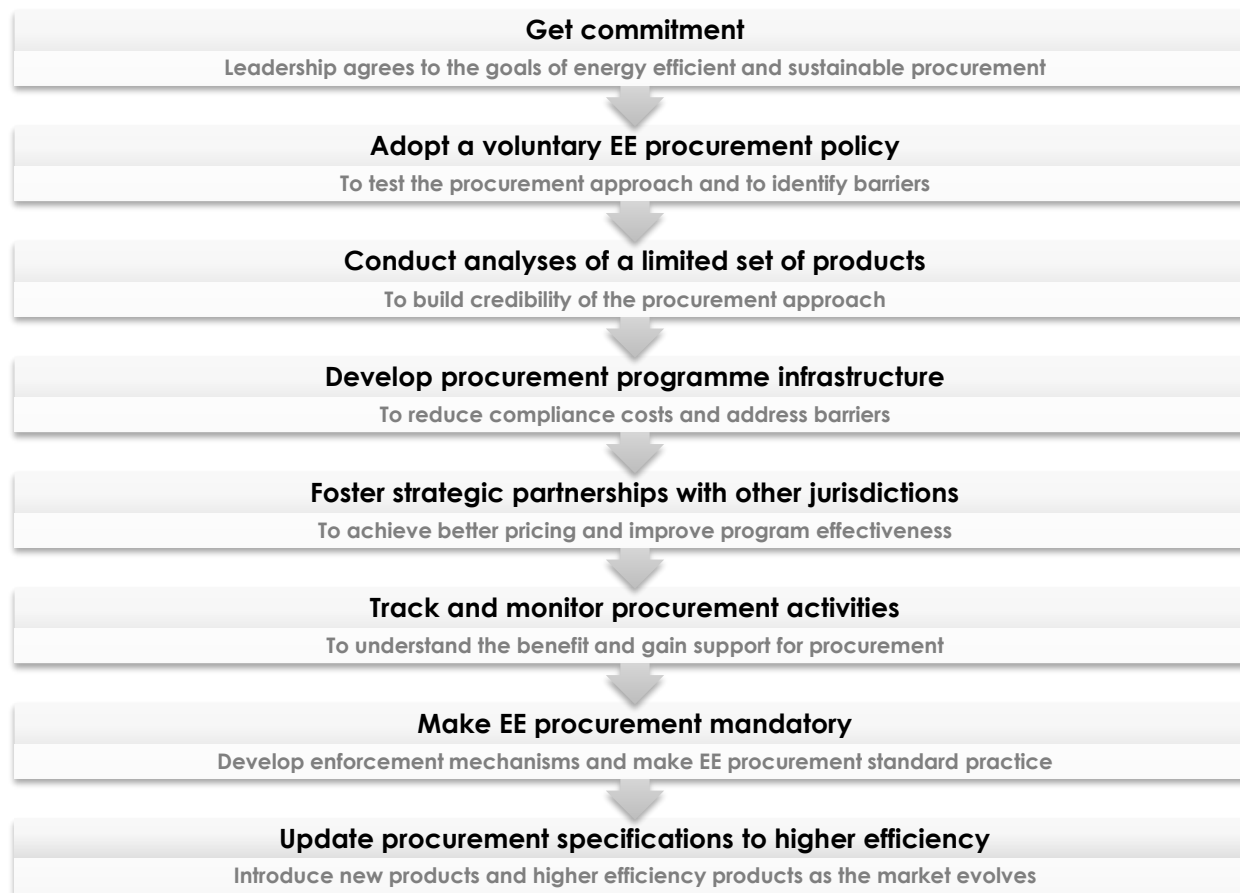 Get commitment
Leadership agrees to the goals of energy efficient and sustainable procurement
Adopt a voluntary EE procurement policy
To test the procurement approach and to identify barriers
Conduct analyses of a limited set of products
To build credibility of the procurement approach
Develop procurement programme infrastructure
To reduce compliance costs and address barriers
Foster strategic partnerships with other jurisdictions
To achieve better pricing and improve program effectiveness
Track and monitor procurement activities
To understand the benefit and gain support for procurement
Make EE procurement mandatory
Develop enforcement mechanisms and make EE procurement standard practice
Update procurement specifications to higher efficiency
Introduce new products and higher efficiency products as the market evolves